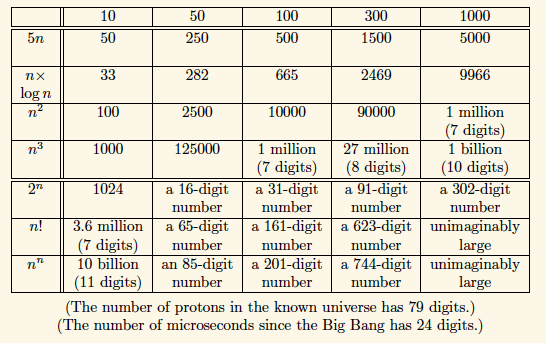 10 50 100 300 1000
5n 50 250 500 1500 5000
n× 33 282 665 2469 9966
log n
n² 100 2500 10000 90000 1 million
(7 digits)
n³ 1000 125000 1 million 27 million 1 billion
(7 digits) (8 digits) (10 digits)
2ⁿ 1024 a 16-digit a 31-digit a 91-digit a 302-digit
number number number number
n! 3.6 million a 65-digit a 161-digit a 623-digit unimaginably
(7 digits) number number number large
nⁿ 10 billion an 85-digit a 201-digit a 744-digit unimaginably
(11 digits) number number number large
(The number of protons in the known universe has 79 digits.)
(The number of microseconds since the Big Bang has 24 digits.)